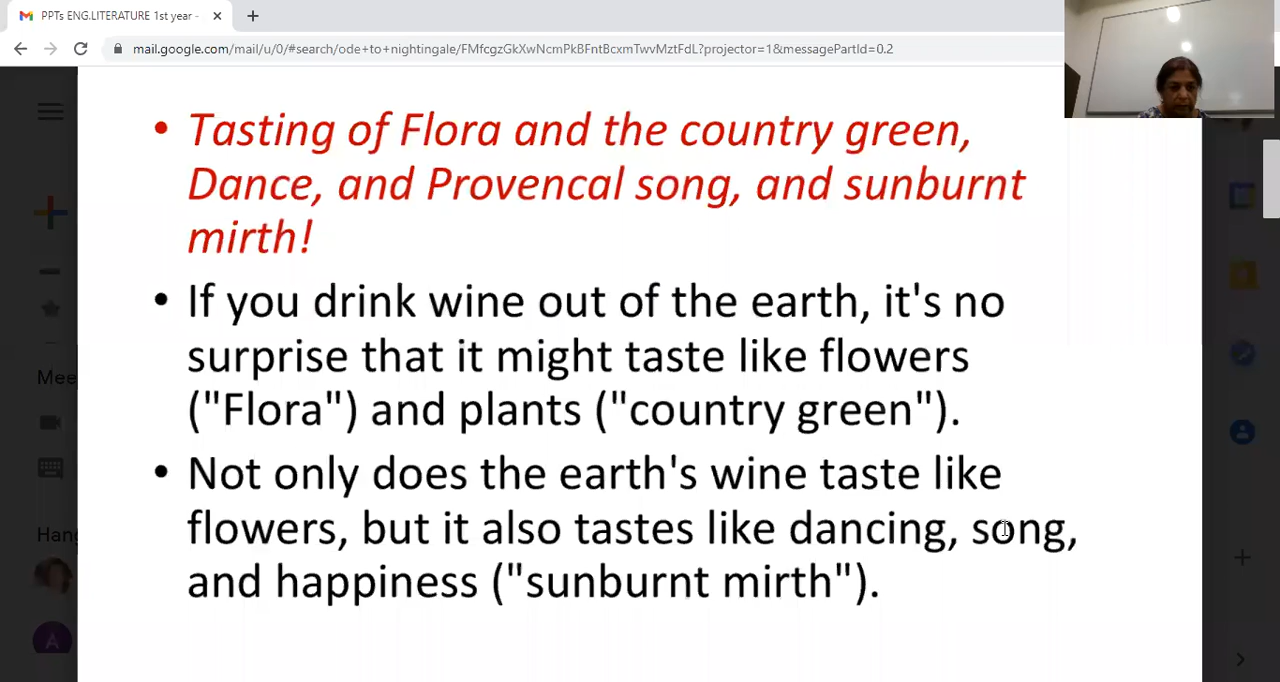 PPTs ENG.LITERATURE 1st year -
mail.google.com/mail/u/0/#search/ode+to+nightingale/FMfcgzGkXwNcmPkBFntBcxmTwvMztFdL?projector=1&messagePartId=0.2
• Tasting of Flora and the country green,
Dance, and Provencal song, and sunburnt
mirth!
• If you drink wine out of the earth, it's no
surprise that it might taste like flowers
("Flora") and plants ("country green").
• Not only does the earth's wine taste like
flowers, but it also tastes like dancing, song,
and happiness ("sunburnt mirth").
Mee
Hang
A